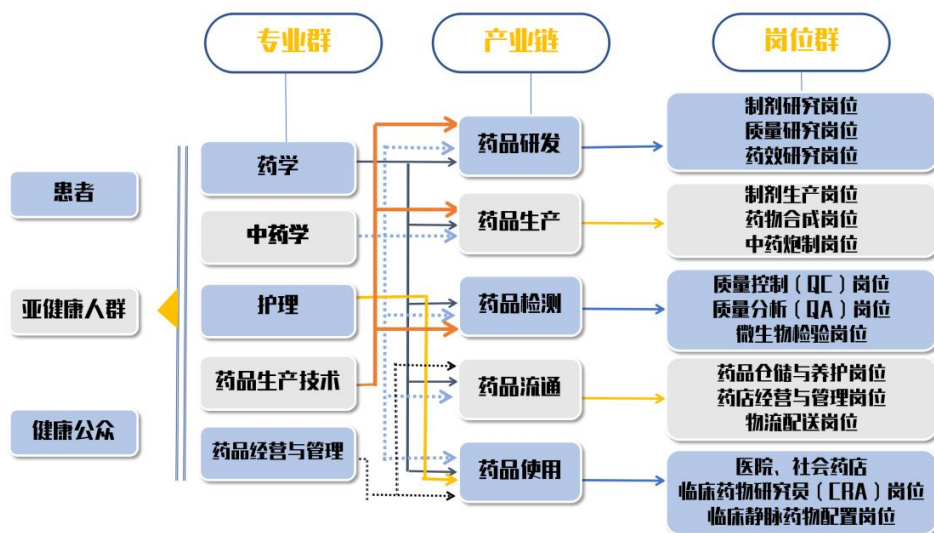 专业群
产业链
岗位群
患者
亚健康人群
健康公众
药学
中药学
护理
药品生产技术
药品经营与管理
药品研发
药品生产
药品检测
药品流通
药品使用
制剂研究岗位
质量研究岗位
药效研究岗位
制剂生产岗位
药物合成岗位
中药炮制岗位
质量控制（QC）岗位
质量分析（QA）岗位
微生物检验岗位
药品仓储与养护岗位
药店经营与管理岗位
物流配送岗位
医院、社会药店
临床药物研究员（CRA）岗位
临床静脉药物配置岗位